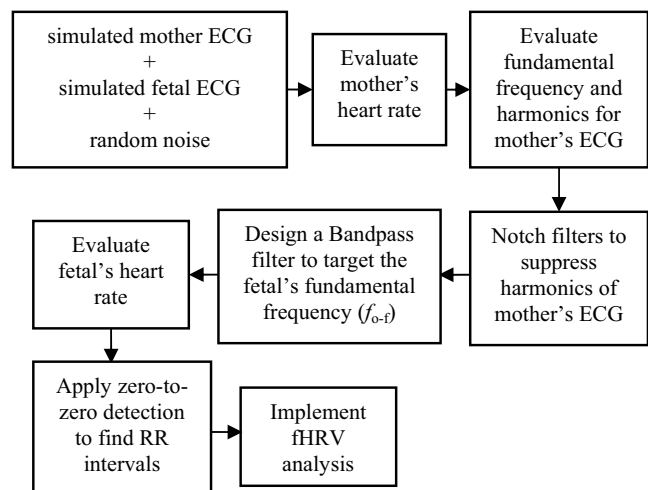 simulated mother ECG
+
simulated fetal ECG
+
random noise
Evaluate
mother's
heart rate
Evaluate
fundamental
frequency and
harmonics for
mother's ECG
Notch filters to
suppress
harmonics of
mother's ECG
Design a Bandpass
filter to target the
fetal's fundamental
frequency (fo-f)
Evaluate
fetal's heart
rate
Apply zero-to-
zero detection
to find RR
intervals
Implement
fHRV
analysis